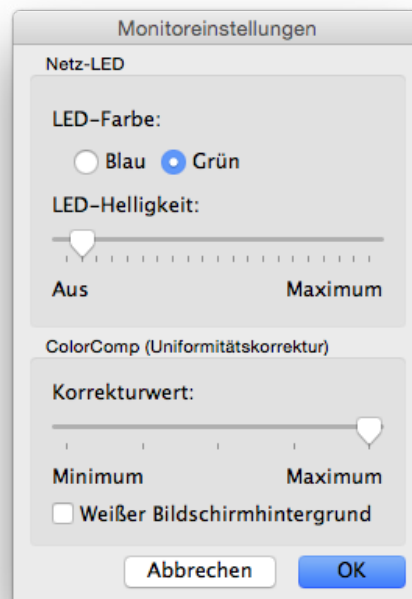 Monitoreinstellungen
Netz-LED
LED-Farbe:
Blau Grün
LED-Helligkeit:
Aus Maximum
ColorComp (Uniformitätskorrektur)
Korrekturwert:
Minimum Maximum
Weißer Bildschirmhintergrund
Abbrechen OK